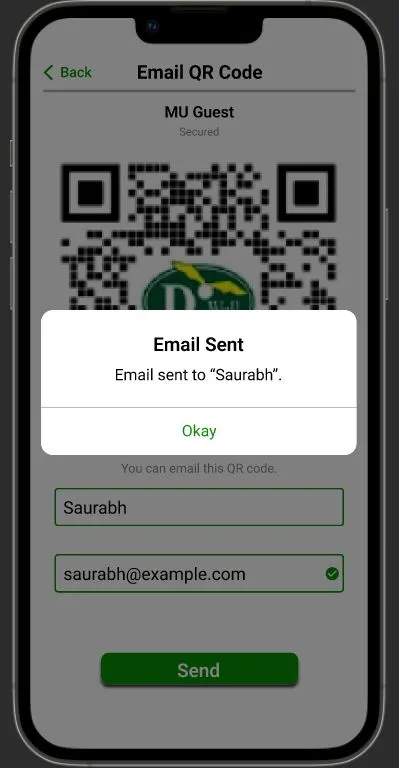 Back
Email QR Code
MU Guest
Secured
Email Sent
Email sent to “Saurabh”.
Okay
You can email this QR code.
Saurabh
saurabh@example.com
Send